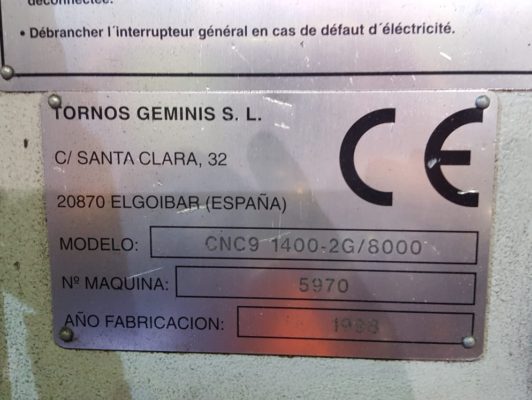 déconnectée.
• Débrancher l´interrupteur général en cas de défaut d´éléctricité.
TORNOS GEMINIS S. L.
C/ SANTA CLARA, 32
20870 ELGOIBAR (ESPAÑA)
CE
MODELO: CNC9 1400-2G/8000
Nº MAQUINA: 5970
AÑO FABRICACION: